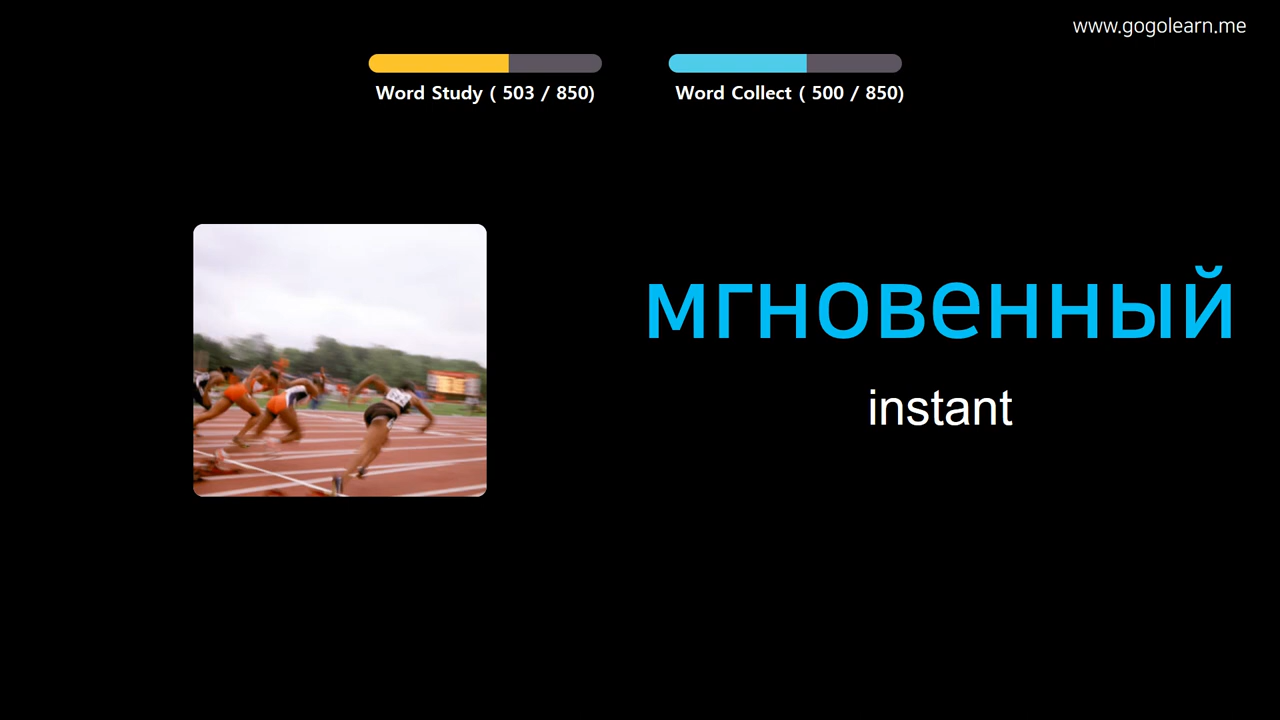 www.gogolearn.me
Word Study ( 503 / 850)
Word Collect ( 500 / 850)
мгновенный
instant